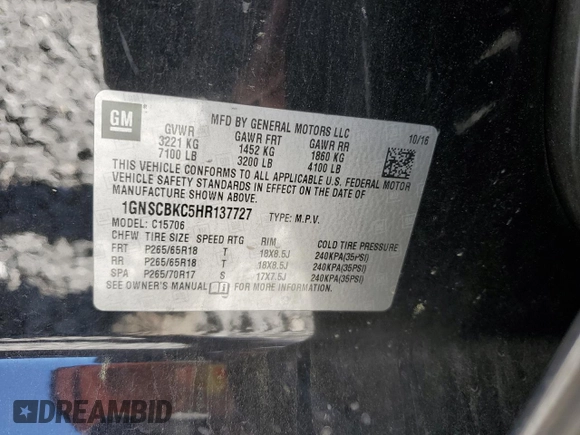 GM
MFD BY GENERAL MOTORS LLC
10/16
GVWR GAWR FRT GAWR RR
3221 KG 1452 KG 1860 KG
7100 LB 3200 LB 4100 LB
THIS VEHICLE CONFORMS TO ALL APPLICABLE U.S. FEDERAL MOTOR
VEHICLE SAFETY STANDARDS IN EFFECT ON THE DATE OF
MANUFACTURE SHOWN ABOVE.
1GNSCBKC5HR137727 TYPE: M.P.V.
MODEL: C15706
CHFW TIRE SIZE SPEED RTG RIM COLD TIRE PRESSURE
FRT P265/65R18 T 18X8.5J 240KPA(35PSI)
RR P265/65R18 T 18X8.5J 240KPA(35PSI)
SPA P265/70R17 S 17X7.5J 240KPA(35PSI)
SEE OWNER'S MANUAL FOR MORE INFORMATION.
DREAMBID